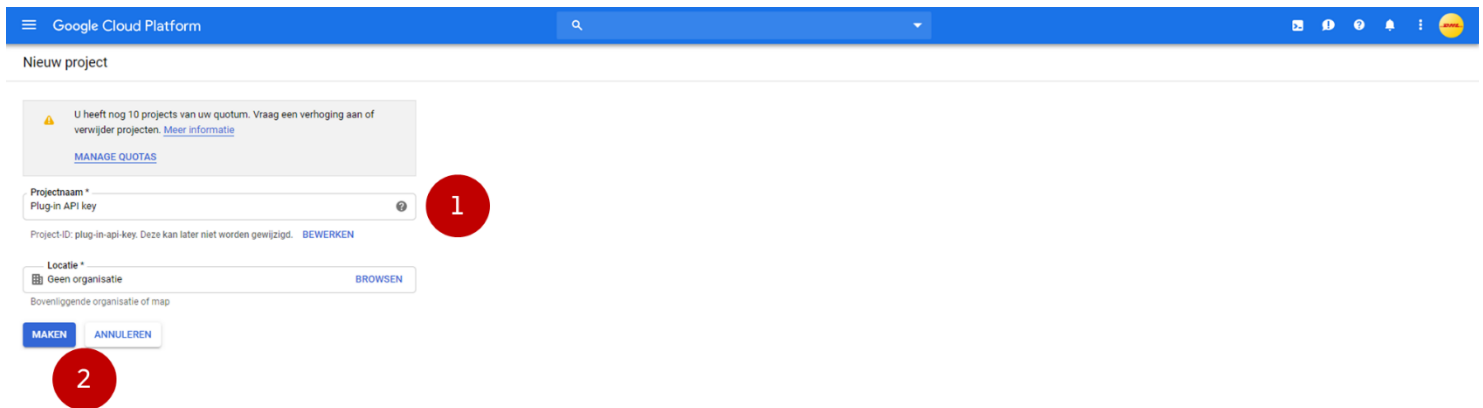 Google Cloud Platform
Nieuw project
U heeft nog 10 projects van uw quotum. Vraag een verhoging aan of
verwijder projecten. Meer informatie
MANAGE QUOTAS
Projectnaam *
Plug-in API key
1
Project-ID: plug-in-api-key. Deze kan later niet worden gewijzigd. BEWERKEN
Locatie *
Geen organisatie BROWSEN
Bovenliggende organisatie of map
MAKEN ANNULEREN
2